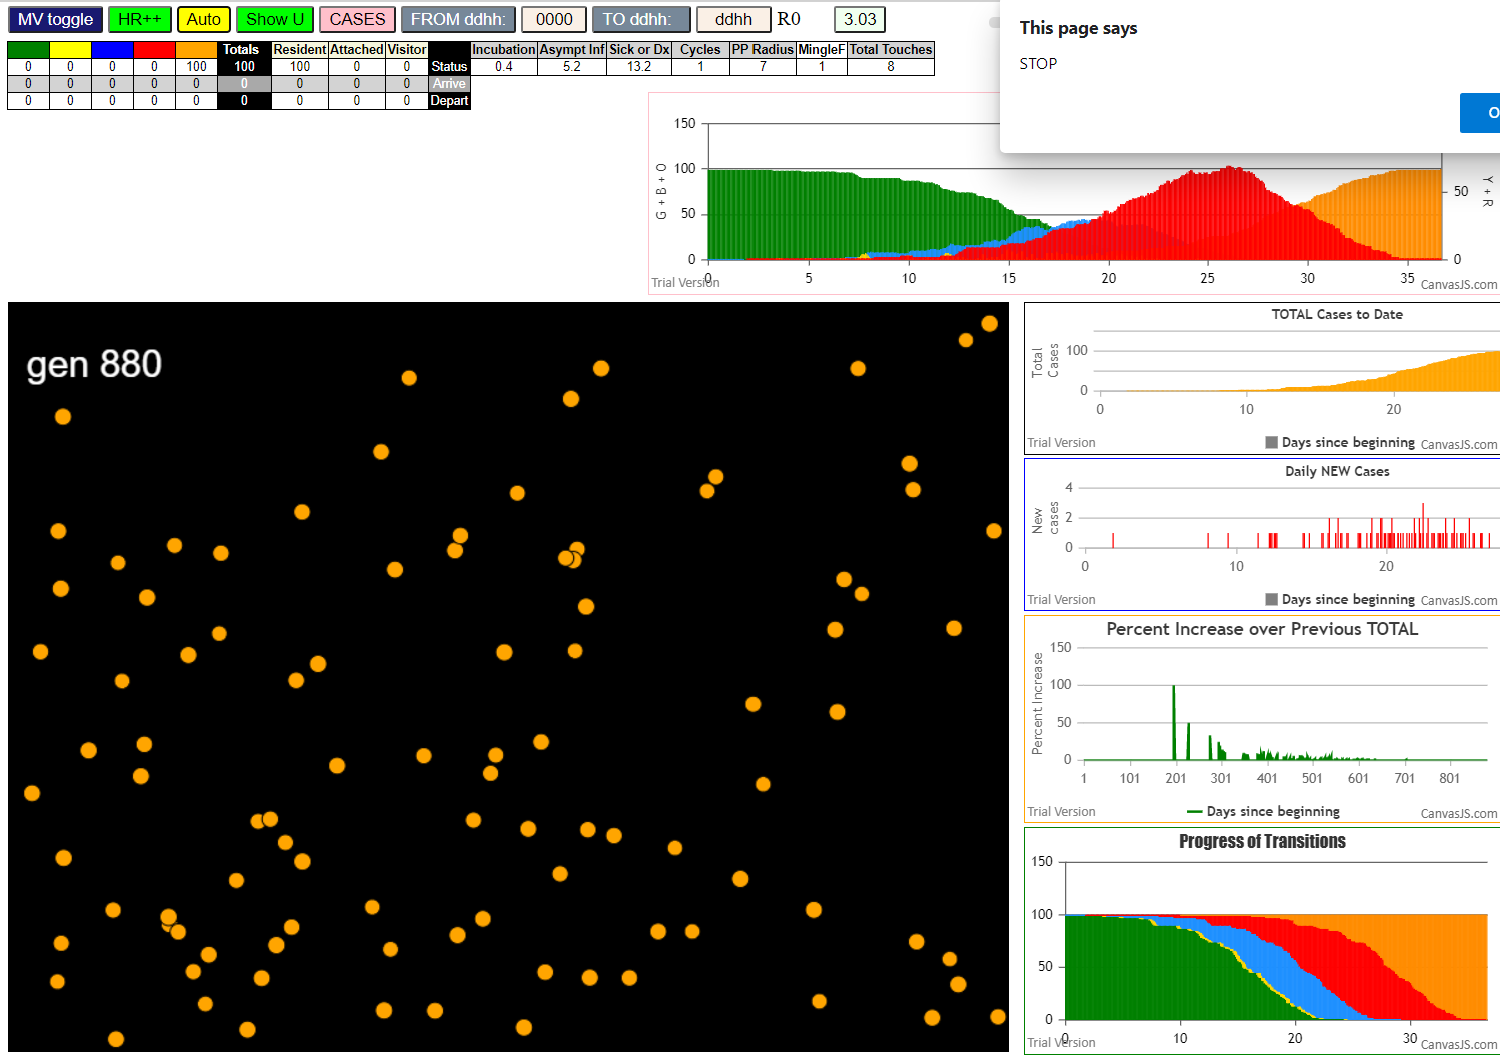 MV toggle HR++ Auto Show U CASES FROM ddhh: 0000 TO ddhh: ddhh R0 3.03
This page says
STOP
Totals Resident Attached Visitor Incubation Asympt Inf Sick or Dx Cycles PP Radius MingleF Total Touches
0 0 0 0 100 100 100 0 0 Status 0.4 5.2 13.2 1 7 1 8
0 0 0 0 0 0 0 0 0 Arrive
0 0 0 0 0 0 0 0 0 Depart
150
100
50
0
G + B + O
50
0
Y + R
0 5 10 15 20 25 30 35
Trial Version
CanvasJS.com
gen 880
TOTAL Cases to Date
Total
Cases
100
0
0 10 20
Days since beginning
Trial Version
CanvasJS.com
Daily NEW Cases
New
cases
4
2
0
0 10 20
Days since beginning
Trial Version
CanvasJS.com
Percent Increase over Previous TOTAL
Percent Increase
150
100
50
0
1 101 201 301 401 501 601 701 801
Days since beginning
Trial Version
CanvasJS.com
Progress of Transitions
150
100
50
0
0 10 20 30
Trial Version
CanvasJS.com